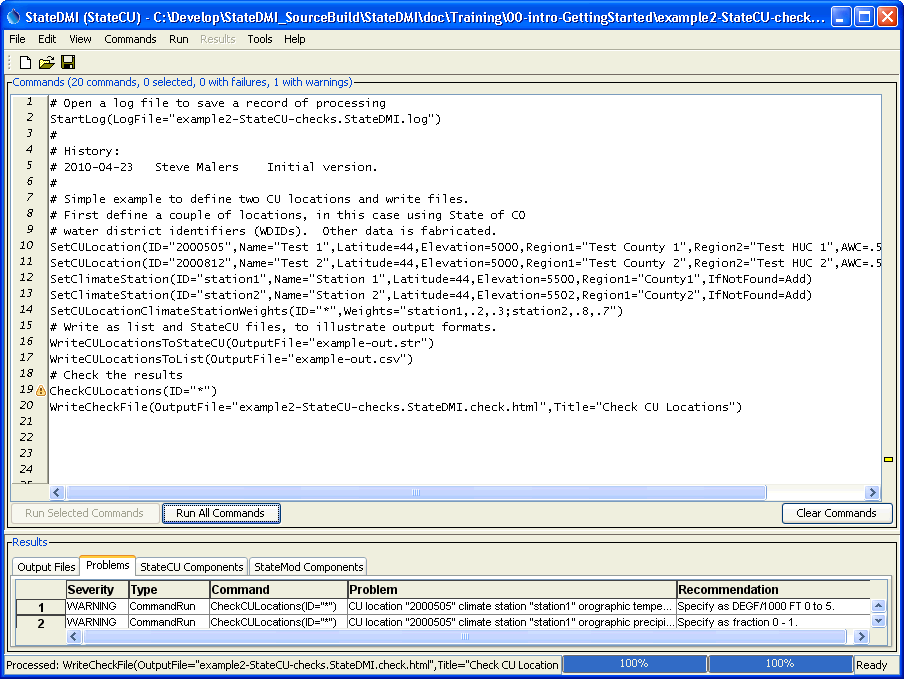 StateDMI (StateCU) - C:\Develop\StateDMI_SourceBuild\StateDMI\doc\Training\00-intro-GettingStarted\example2-StateCU-check...
File Edit View Commands Run Results Tools Help
Commands (20 commands, 0 selected, 0 with failures, 1 with warnings)
1 # Open a log file to save a record of processing
2 StartLog(LogFile="example2-StateCU-checks.StateDMI.log")
3 #
4 # History:
5 # 2010-04-23   Steve Malers    Initial version.
6 #
7 # Simple example to define two CU locations and write files.
8 # First define a couple of locations, in this case using State of CO
9 # water district identifiers (WDIDs).  Other data is fabricated.
10 SetCULocation(ID="2000505",Name="Test 1",Latitude=44,Elevation=5000,Region1="Test County 1",Region2="Test HUC 1",AWC=.5
11 SetCULocation(ID="2000812",Name="Test 2",Latitude=44,Elevation=5000,Region1="Test County 2",Region2="Test HUC 2",AWC=.5
12 SetClimateStation(ID="station1",Name="Station 1",Latitude=44,Elevation=5500,Region1="County1",IfNotFound=Add)
13 SetClimateStation(ID="station2",Name="Station 2",Latitude=44,Elevation=5502,Region1="County2",IfNotFound=Add)
14 SetCULocationClimateStationWeights(ID="*",Weights="station1,.2,.3;station2,.8,.7")
15 # Write as list and StateCU files, to illustrate output formats.
16 WriteCULocationsToStateCU(OutputFile="example-out.str")
17 WriteCULocationsToList(OutputFile="example-out.csv")
18 # Check the results
19 CheckCULocations(ID="*")
20 WriteCheckFile(OutputFile="example2-StateCU-checks.StateDMI.check.html",Title="Check CU Locations")
21
22
23
24
Run Selected Commands Run All Commands Clear Commands
Results
Output Files Problems StateCU Components StateMod Components
Severity Type Command Problem Recommendation
1 WARNING CommandRun CheckCULocations(ID="*") CU location "2000505" climate station "station1" orographic tempe... Specify as DEGF/1000 FT 0 to 5.
2 WARNING CommandRun CheckCULocations(ID="*") CU location "2000505" climate station "station1" orographic precipi... Specify as fraction 0 - 1.
Processed: WriteCheckFile(OutputFile="example2-StateCU-checks.StateDMI.check.html",Title="Check CU Location 100% 100% Ready